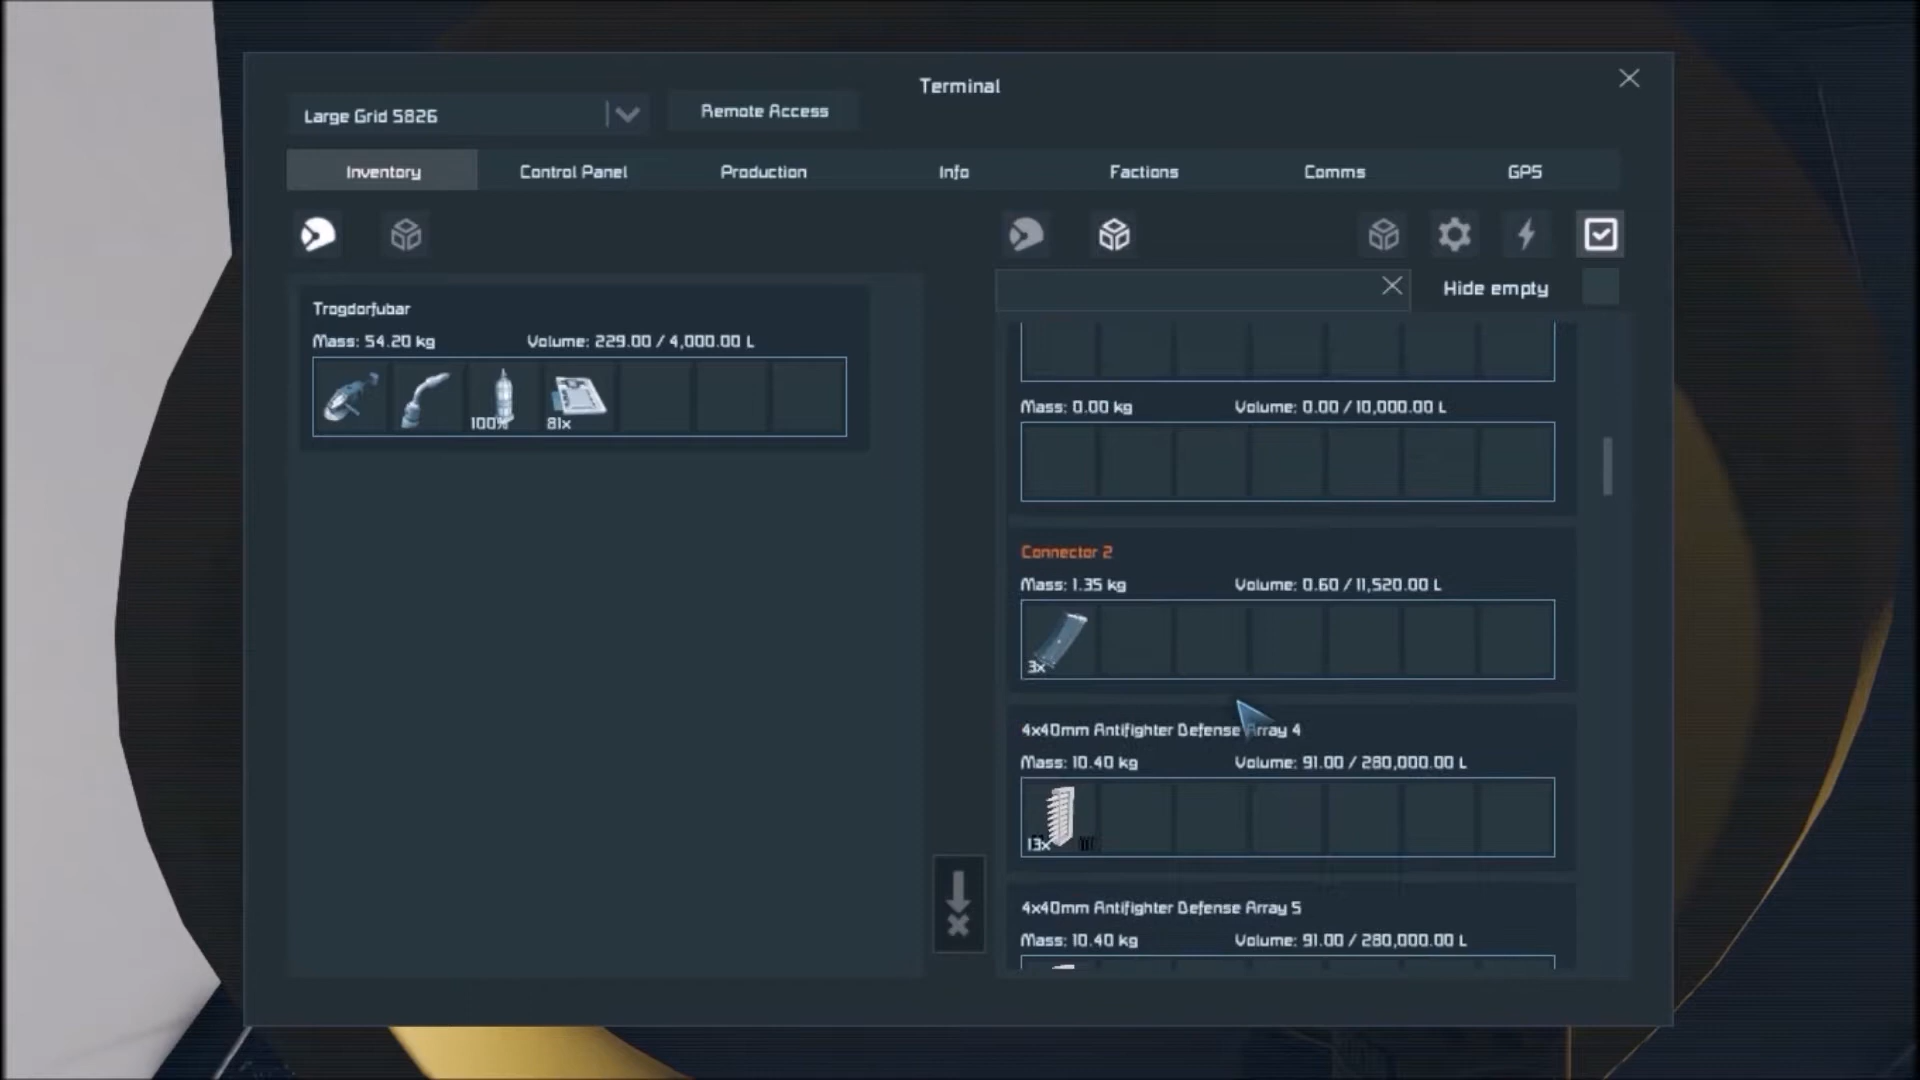 Terminal
Large Grid 5826
Remote Access
Inventory
Control Panel
Production
Info
Factions
Comms
GPS
Hide empty
Trogdorfubar
Mass: 54.20 kg
Volume: 229.00 / 4,000.00 L
100%
81x
Mass: 0.00 kg
Volume: 0.00 / 10,000.00 L
Connector 2
Mass: 1.35 kg
Volume: 0.60 / 11,520.00 L
3x
4x40mm Antifighter Defense Array 4
Mass: 10.40 kg
Volume: 91.00 / 280,000.00 L
13x
4x40mm Antifighter Defense Array 5
Mass: 10.40 kg
Volume: 91.00 / 280,000.00 L